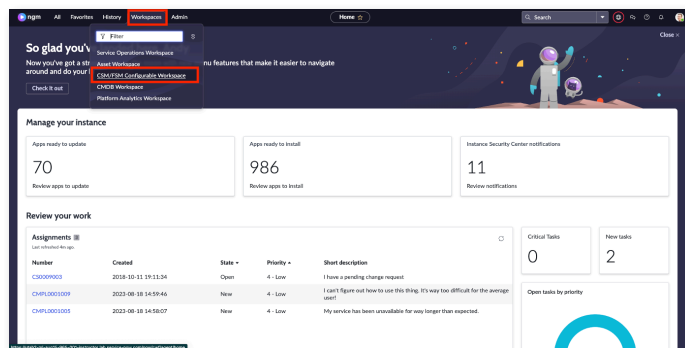 ngm All Favorites History Workspaces Admin Home Search
Filter
Service Operations Workspace
Asset Workspace
CSM/FSM Configurable Workspace
CMDB Workspace
Platform Analytics Workspace
Close ×
So glad you'v
Now you've got a str nu features that make it easier to navigate
around and do your
Check it out
Manage your instance
Apps ready to update
70
Review apps to update
Apps ready to install
986
Review apps to install
Instance Security Center notifications
11
Review notifications
Review your work
Assignments
Last refreshed 4m ago.
Number Created State Priority Short description
CS0009003 2018-10-11 19:11:34 Open 4 - Low I have a pending change request
CMPL0001009 2023-08-18 14:59:46 New 4 - Low I can't figure out how to use this thing. It's way too difficult for the average
user!
CMPL0001005 2023-08-18 14:58:07 New 4 - Low My service has been unavailable for way longer than expected.
Critical Tasks
0
New tasks
2
Open tasks by priority